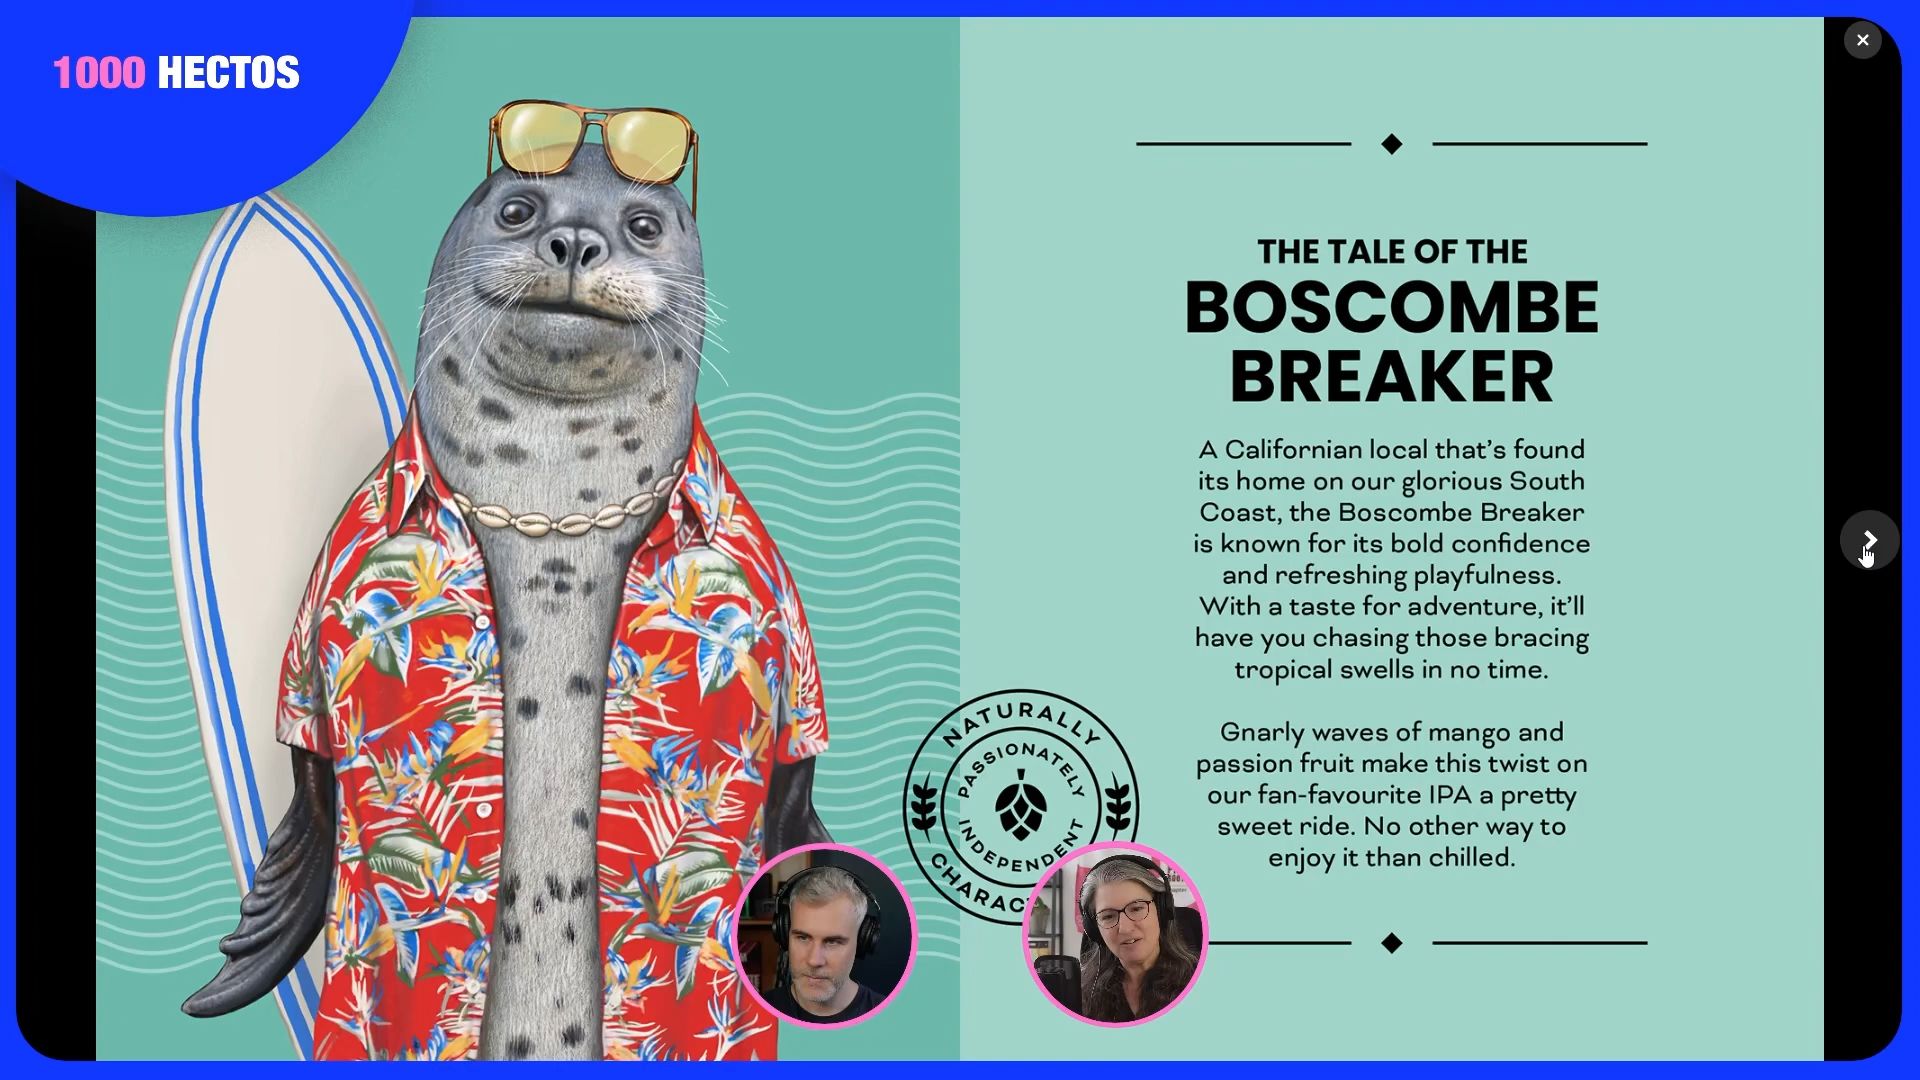 1000 HECTOS
THE TALE OF THE
BOSCOMBE
BREAKER
A Californian local that's found
its home on our glorious South
Coast, the Boscombe Breaker
is known for its bold confidence
and refreshing playfulness.
With a taste for adventure, it'll
have you chasing those bracing
tropical swells in no time.
Gnarly waves of mango and
passion fruit make this twist on
our fan-favourite IPA a pretty
sweet ride. No other way to
enjoy it than chilled.
NATURALLY
PASSIONATELY
INDEPENDENT